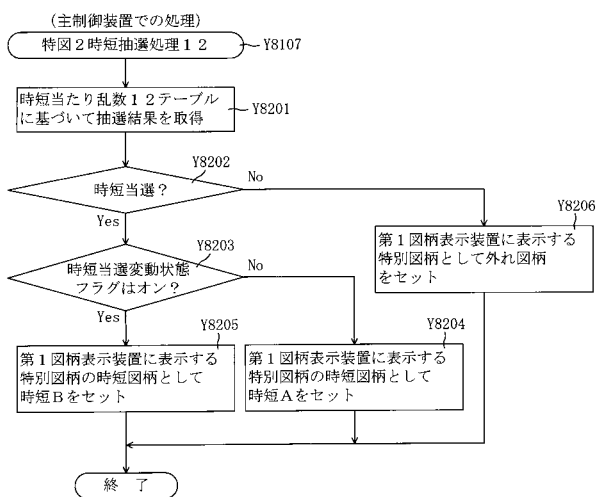 (主制御装置での処理)
特図2時短抽選処理12
Y8107
時短当たり乱数12テーブル
に基づいて抽選結果を取得
Y8201
Y8202
時短当選?
No
Yes
Y8206
第1図柄表示装置に表示する
特別図柄として外れ図柄
をセット
Y8203
時短当選変動状態
フラグはオン?
No
Yes
Y8205
第1図柄表示装置に表示する
特別図柄の時短図柄として
時短Bをセット
Y8204
第1図柄表示装置に表示する
特別図柄の時短図柄として
時短Aをセット
終 了